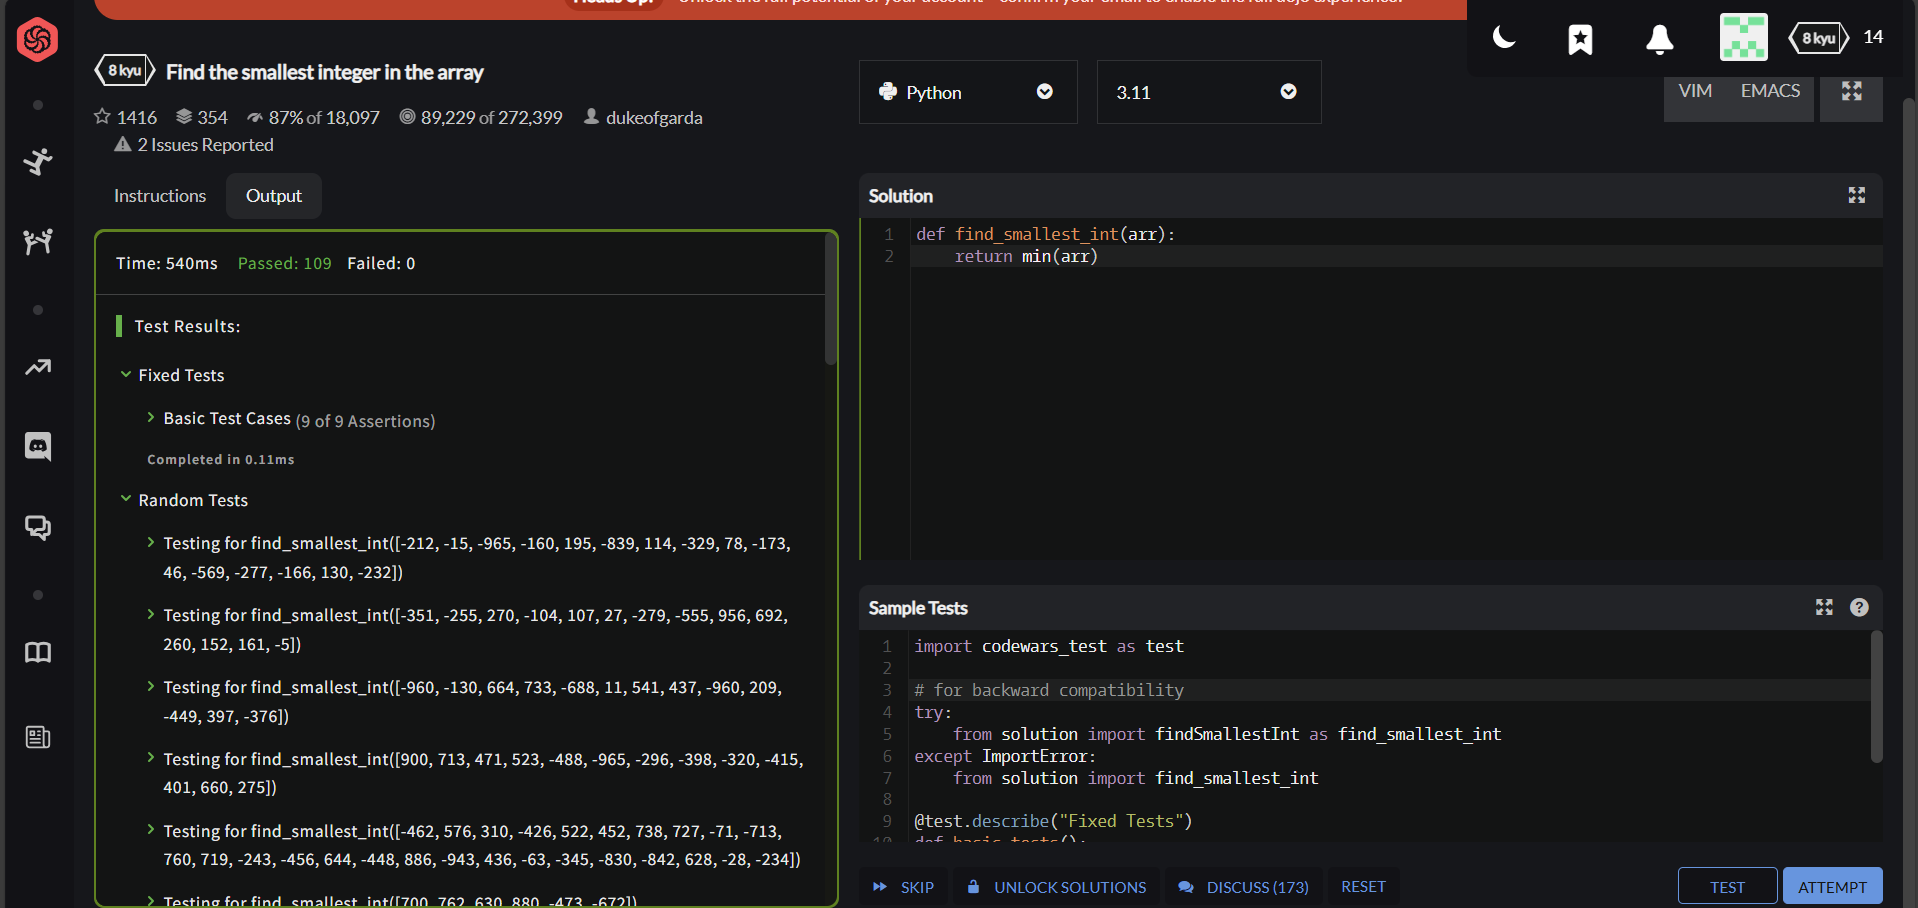 Heads Up! Unlock the full potential of your account - confirm your email to enable the full dojo experience.
8 kyu 14
8 kyu Find the smallest integer in the array
1416 354 87% of 18,097 89,229 of 272,399 dukeofgarda
2 Issues Reported
Python
3.11
VIM EMACS
Instructions Output
Time: 540ms Passed: 109 Failed: 0
Test Results:
Fixed Tests
Basic Test Cases (9 of 9 Assertions)
Completed in 0.11ms
Random Tests
Testing for find_smallest_int([-212, -15, -965, -160, 195, -839, 114, -329, 78, -173,
46, -569, -277, -166, 130, -232])
Testing for find_smallest_int([-351, -255, 270, -104, 107, 27, -279, -555, 956, 692,
260, 152, 161, -5])
Testing for find_smallest_int([-960, -130, 664, 733, -688, 11, 541, 437, -960, 209,
-449, 397, -376])
Testing for find_smallest_int([900, 713, 471, 523, -488, -965, -296, -398, -320, -415,
401, 660, 275])
Testing for find_smallest_int([-462, 576, 310, -426, 522, 452, 738, 727, -71, -713,
760, 719, -243, -456, 644, -448, 886, -943, 436, -63, -345, -830, -842, 628, -28, -234])
Testing for find_smallest_int([700, 762, 630, 880, -473, -672])
Solution
1 def find_smallest_int(arr):
2 return min(arr)
Sample Tests
1 import codewars_test as test
2
3 # for backward compatibility
4 try:
5 from solution import findSmallestInt as find_smallest_int
6 except ImportError:
7 from solution import find_smallest_int
8
9 @test.describe("Fixed Tests")
10 def basic_tests():
SKIP UNLOCK SOLUTIONS DISCUSS (173) RESET TEST ATTEMPT